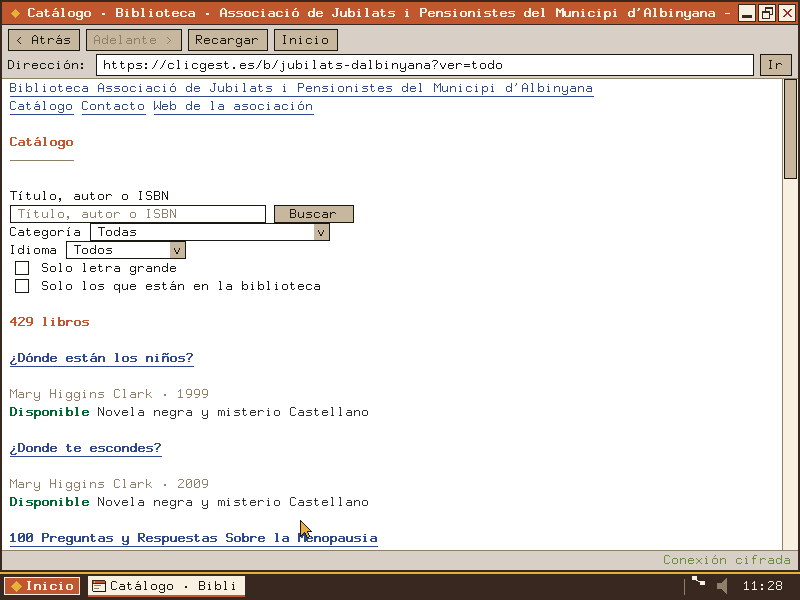 Catálogo · Biblioteca · Associació de Jubilats i Pensionistes del Municipi d'Albinyana -
< Atrás Adelante > Recargar Inicio
Dirección: https://clicgest.es/b/jubilats-dalbinyana?ver=todo Ir
Biblioteca Associació de Jubilats i Pensionistes del Municipi d'Albinyana
Catálogo Contacto Web de la asociación
Catálogo
Título, autor o ISBN
Título, autor o ISBN Buscar
Categoría Todas v
Idioma Todos v
Solo letra grande
Solo los que están en la biblioteca
429 libros
¿Dónde están los niños?
Mary Higgins Clark · 1999
Disponible Novela negra y misterio Castellano
¿Donde te escondes?
Mary Higgins Clark · 2009
Disponible Novela negra y misterio Castellano
100 Preguntas y Respuestas Sobre la Menopausia
Conexión cifrada
Inicio Catálogo · Bibli 11:28